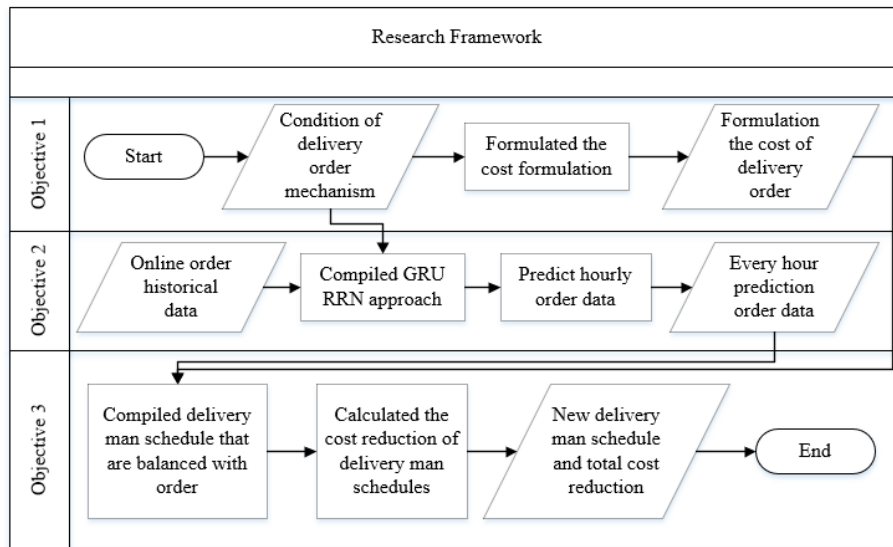 Research Framework
Objective 1
Start
Condition of
delivery
order
mechanism
Formulated the
cost formulation
Formulation
the cost of
delivery
order
Objective 2
Online order
historical
data
Compiled GRU
RRN approach
Predict hourly
order data
Every hour
prediction
order data
Objective 3
Compiled delivery
man schedule that
are balanced with
order
Calculated the
cost reduction of
delivery man
schedules
New delivery
man schedule
and total cost
reduction
End